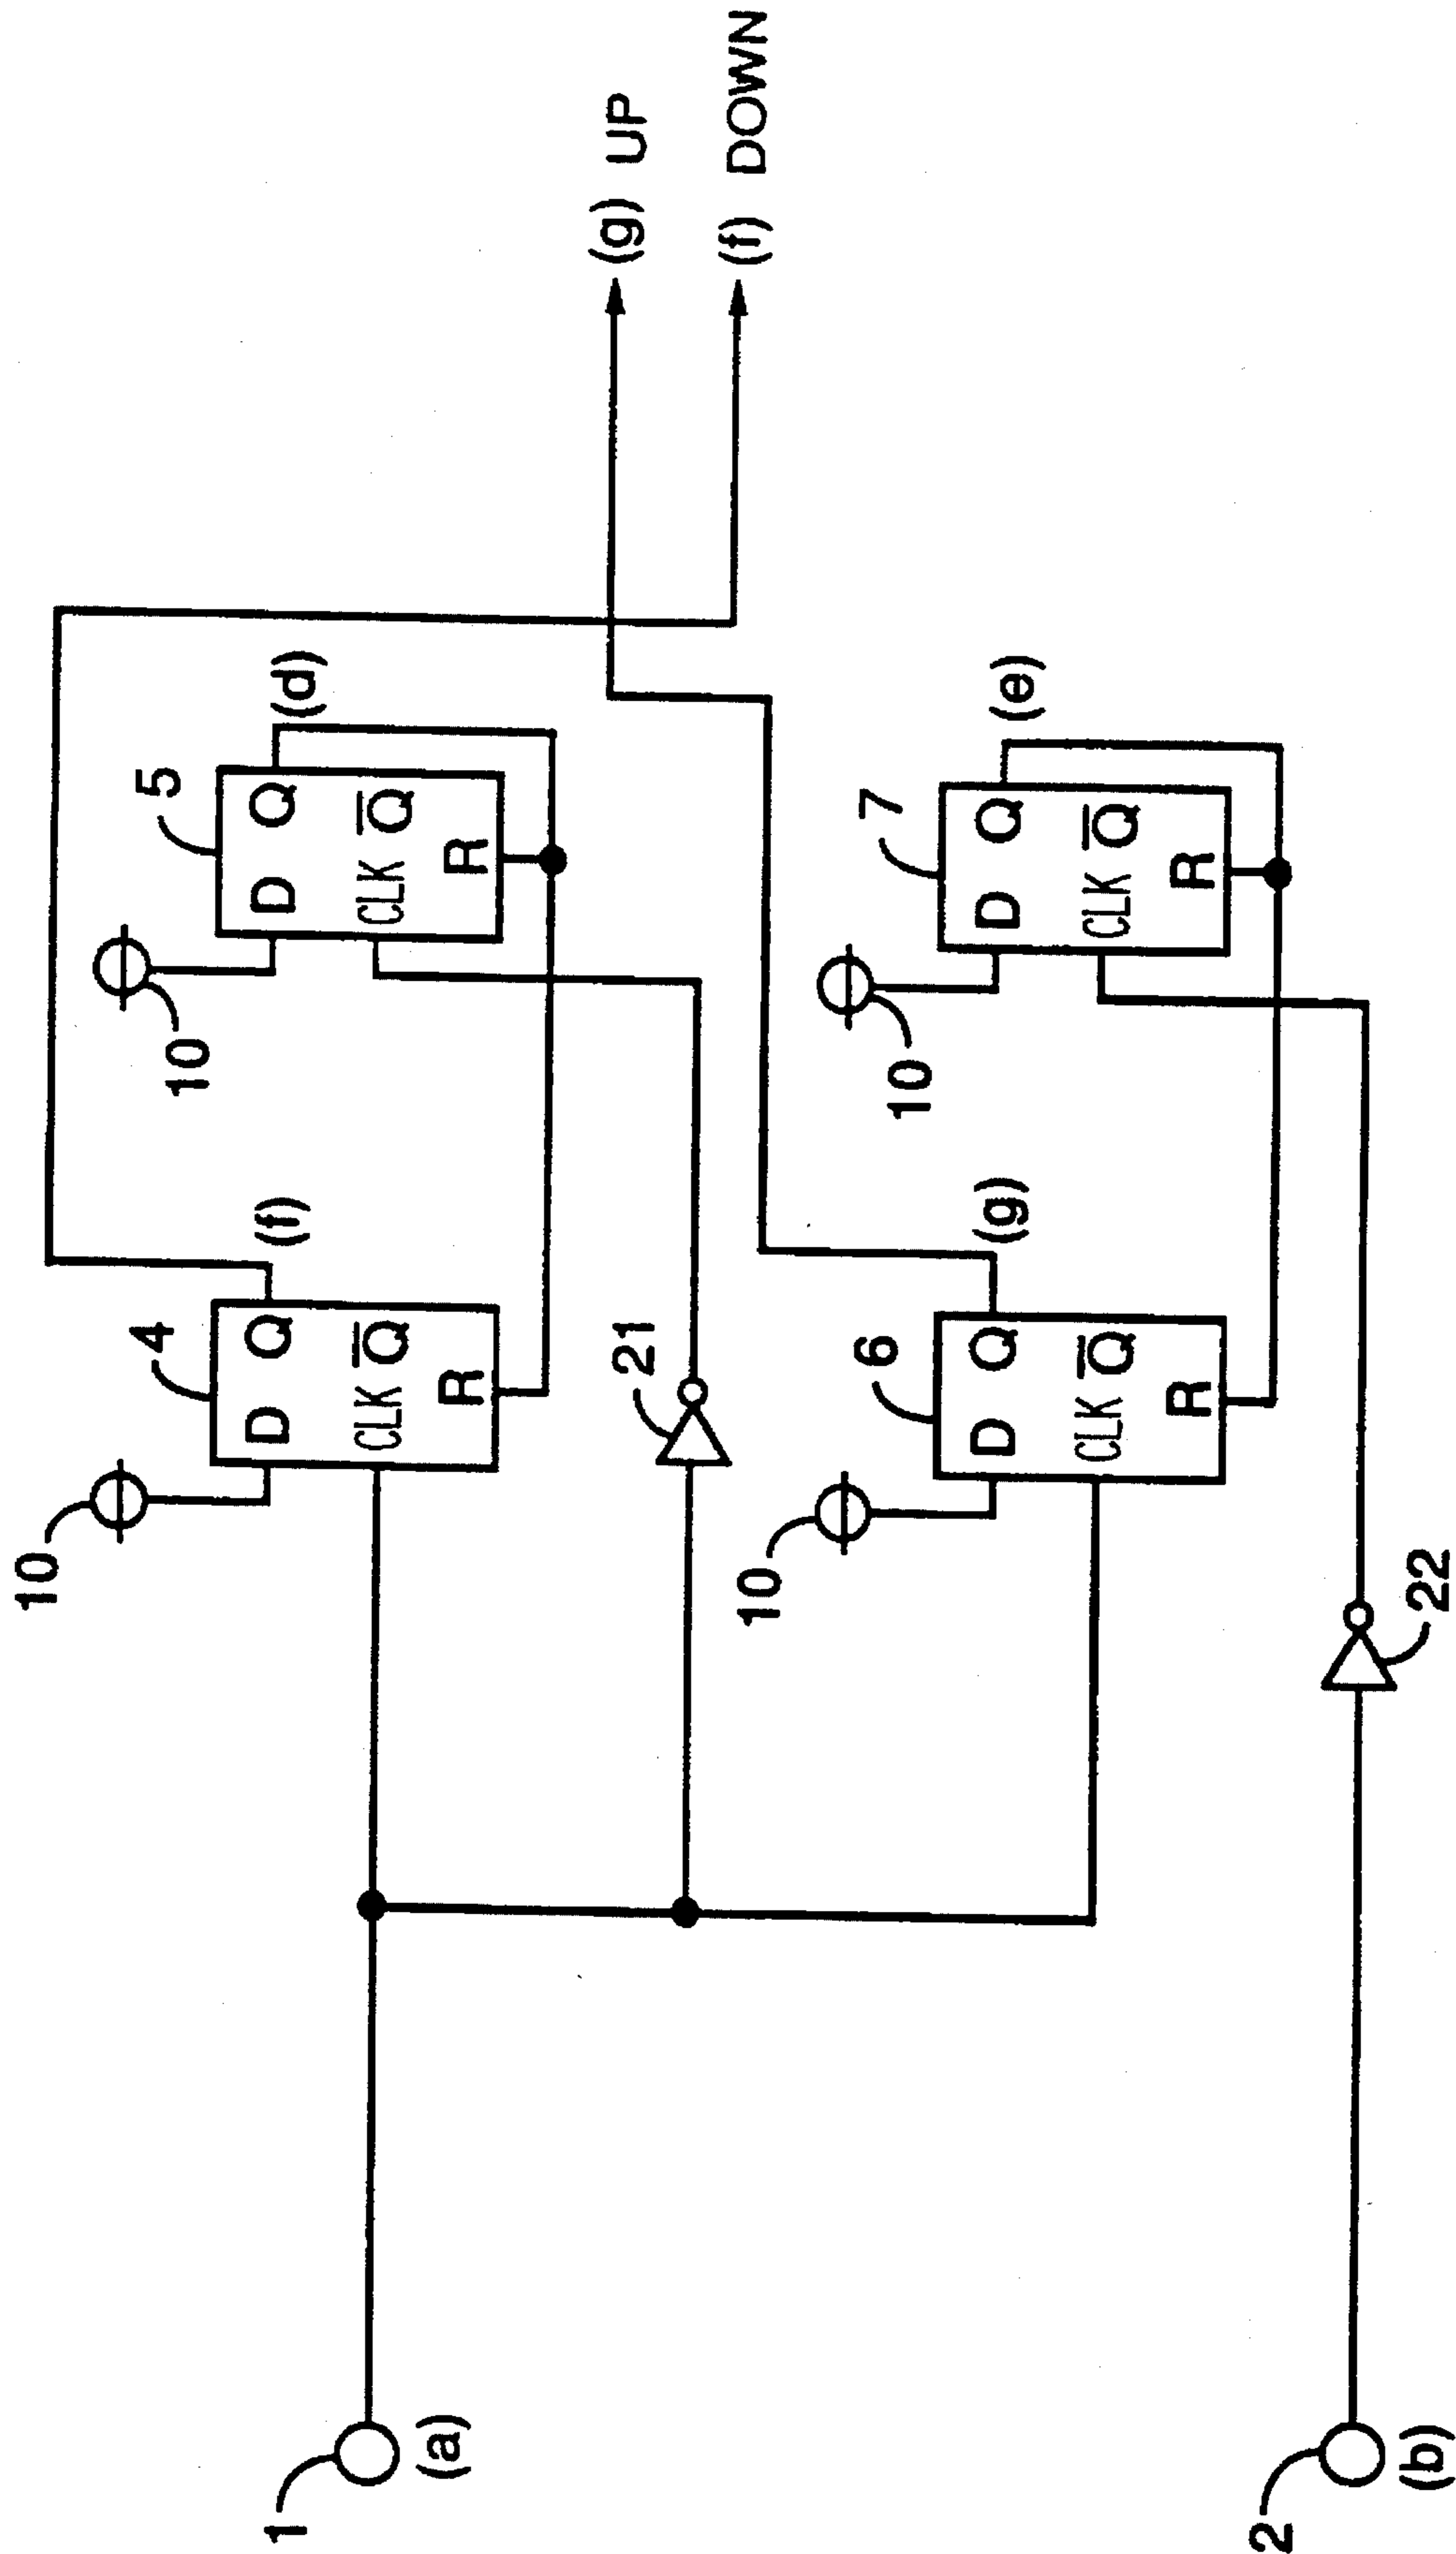 10
4
(f)
D Q
CLK Q̅
R
10
5
(d)
D Q
CLK Q̅
R
21
(g) UP
(f) DOWN
10
6
(g)
D Q
CLK Q̅
R
10
7
(e)
D Q
CLK Q̅
R
22
1
(a)
2
(b)